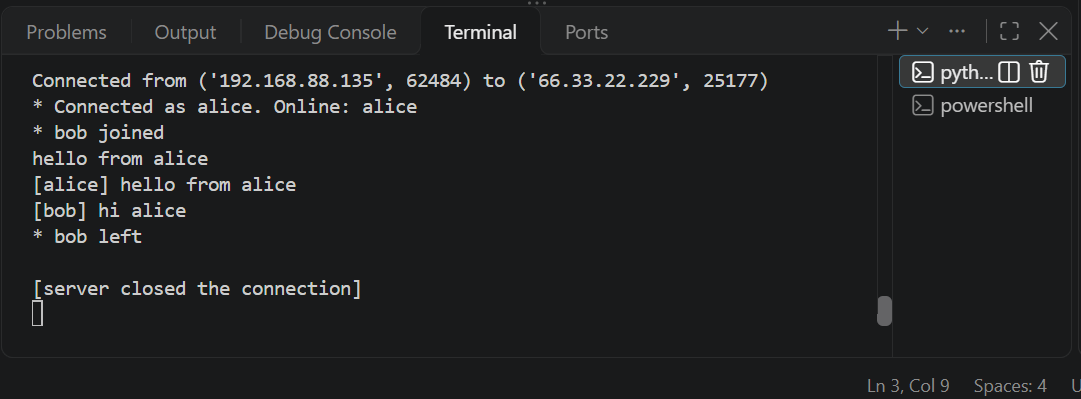 Problems Output Debug Console Terminal Ports
Connected from ('192.168.88.135', 62484) to ('66.33.22.229', 25177)
* Connected as alice. Online: alice
* bob joined
hello from alice
[alice] hello from alice
[bob] hi alice
* bob left
[server closed the connection]
pyth...
powershell
Ln 3, Col 9 Spaces: 4 U